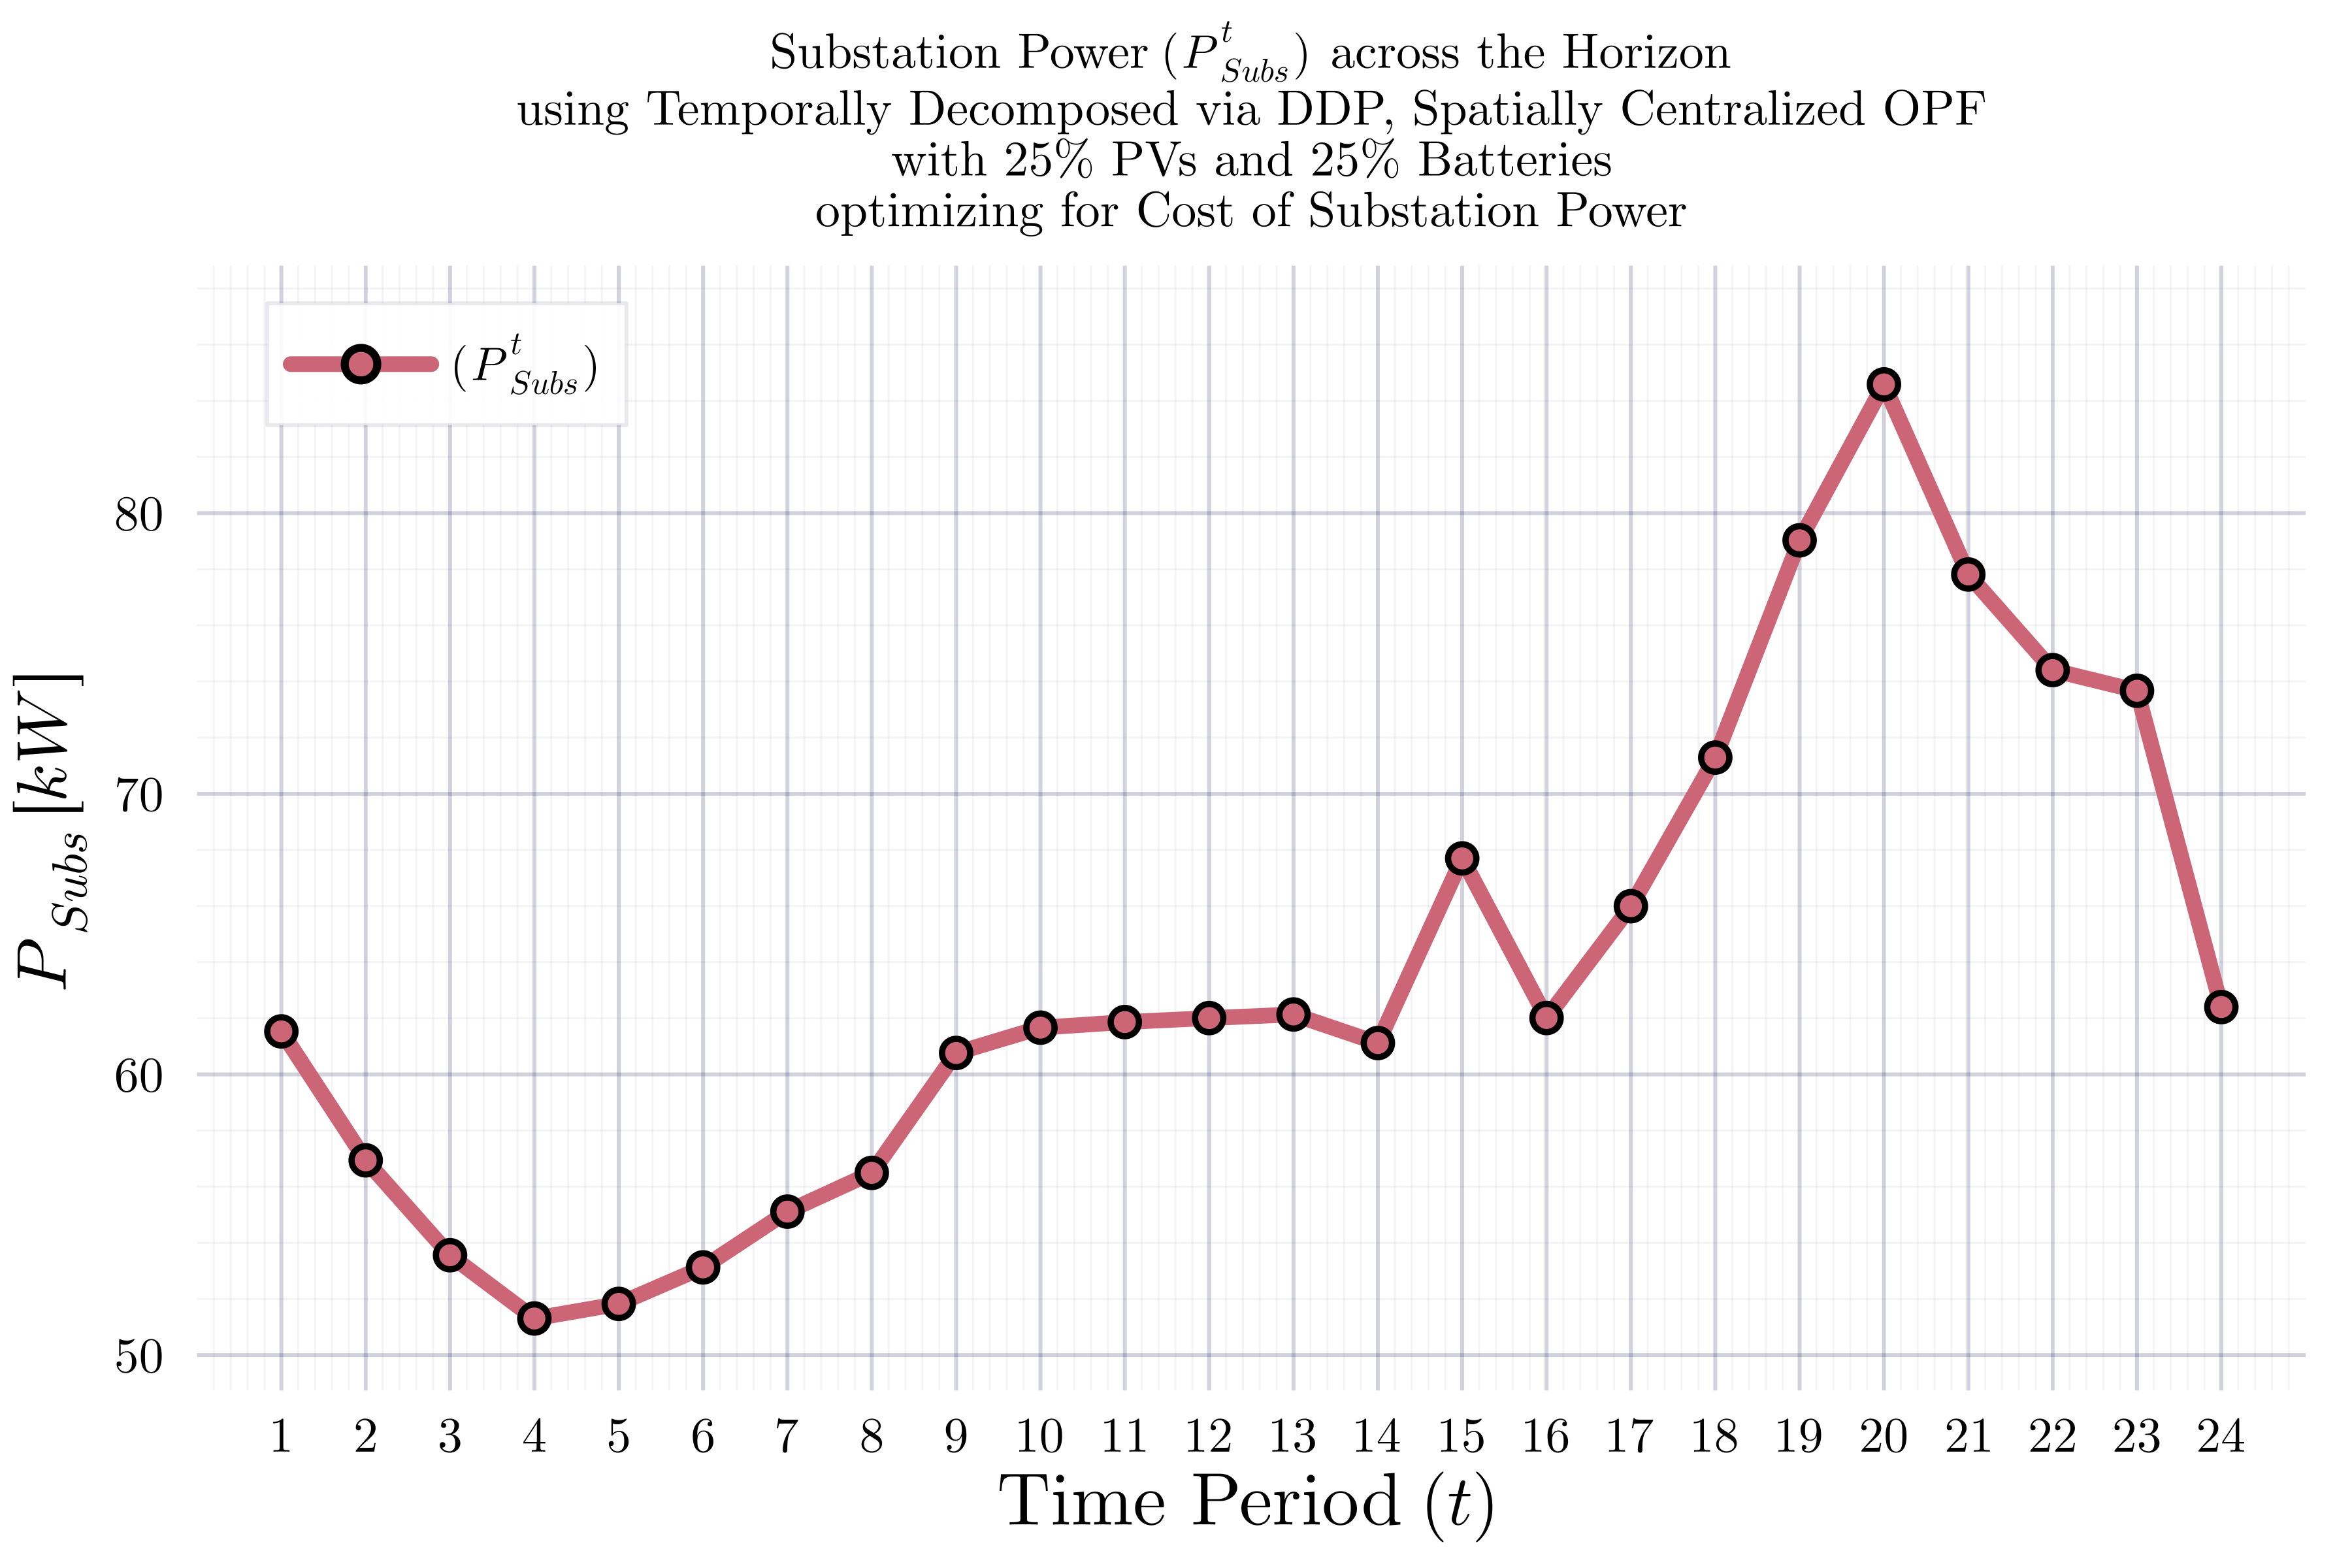 Substation Power (P^t_Subs) across the Horizon
using Temporally Decomposed via DDP, Spatially Centralized OPF
with 25% PVs and 25% Batteries
optimizing for Cost of Substation Power
(P^t_Subs)
80
70
60
50
P_Subs [kW]
1 2 3 4 5 6 7 8 9 10 11 12 13 14 15 16 17 18 19 20 21 22 23 24
Time Period (t)